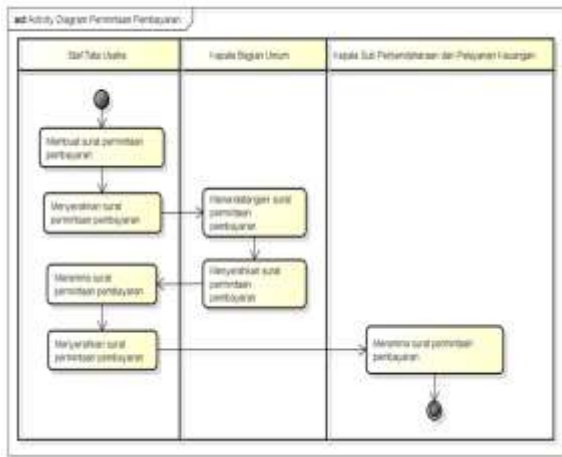 act Activity Diagram Permintaan Pembayaran
Staf Tata Usaha
Kepala Bagian Umum
Kepala Sub Perbendaharaan dan Pelayanan Keuangan
Membuat surat permintaan
pembayaran
Menyerahkan surat
permintaan pembayaran
Menandatangani surat
permintaan
pembayaran
Menyerahkan surat
permintaan
pembayaran
Menerima surat
permintaan pembayaran
Menyerahkan surat
permintaan pembayaran
Menerima surat permintaan
pembayaran